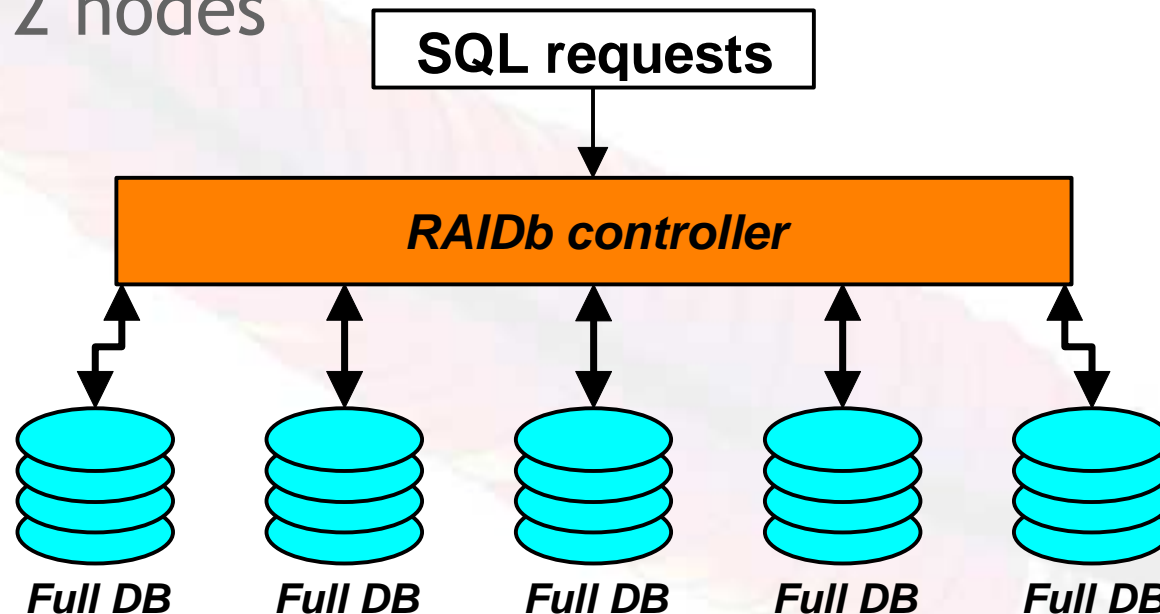 2 nodes
SQL requests
RAIDb controller
Full DB Full DB Full DB Full DB Full DB